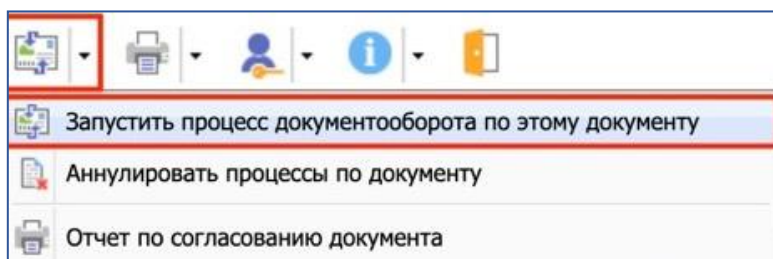 Запустить процесс документооборота по этому документу
Аннулировать процессы по документу
Отчет по согласованию документа